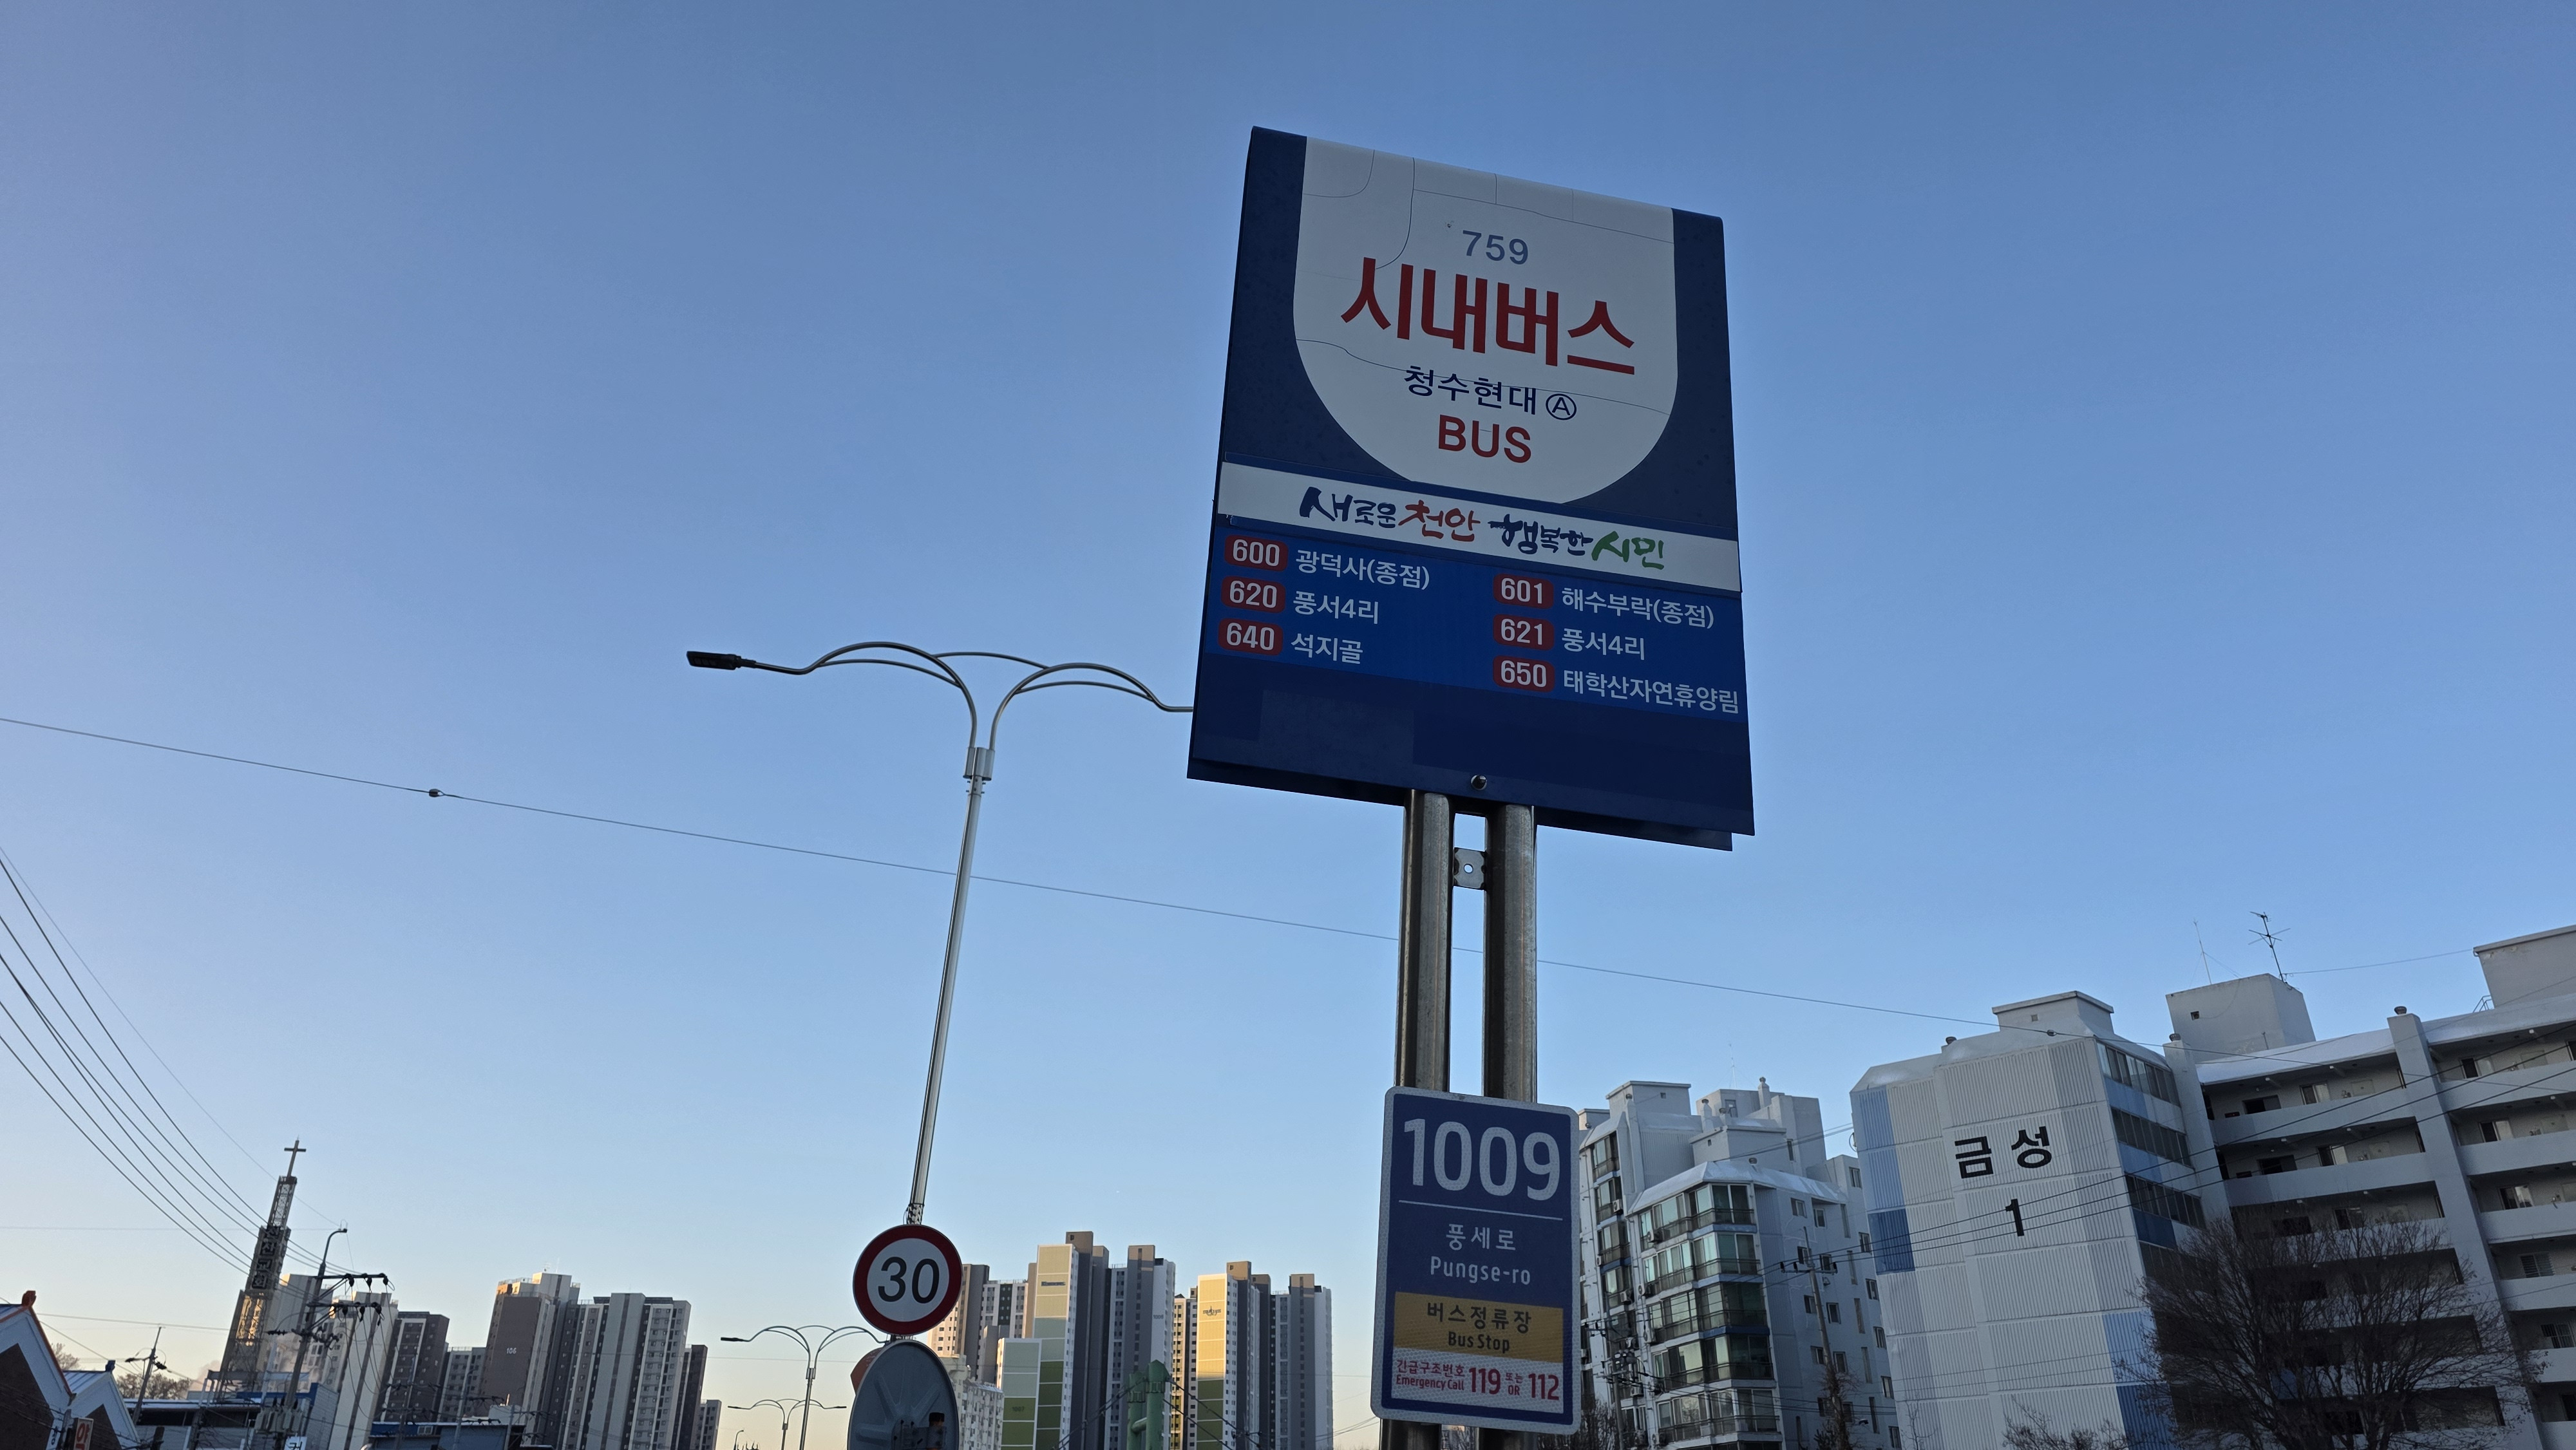 759
시내버스
청수현대Ⓐ
BUS
새로운 천안 행복한 시민
600 광덕사(종점)
601 해수부락(종점)
620 풍서4리
621 풍서4리
640 석지골
650 태학산자연휴양림
1009
풍세로
Pungse-ro
버스정류장
Bus Stop
긴급구조번호 119 또는 112
Emergency Call OR
30
금성
1
106